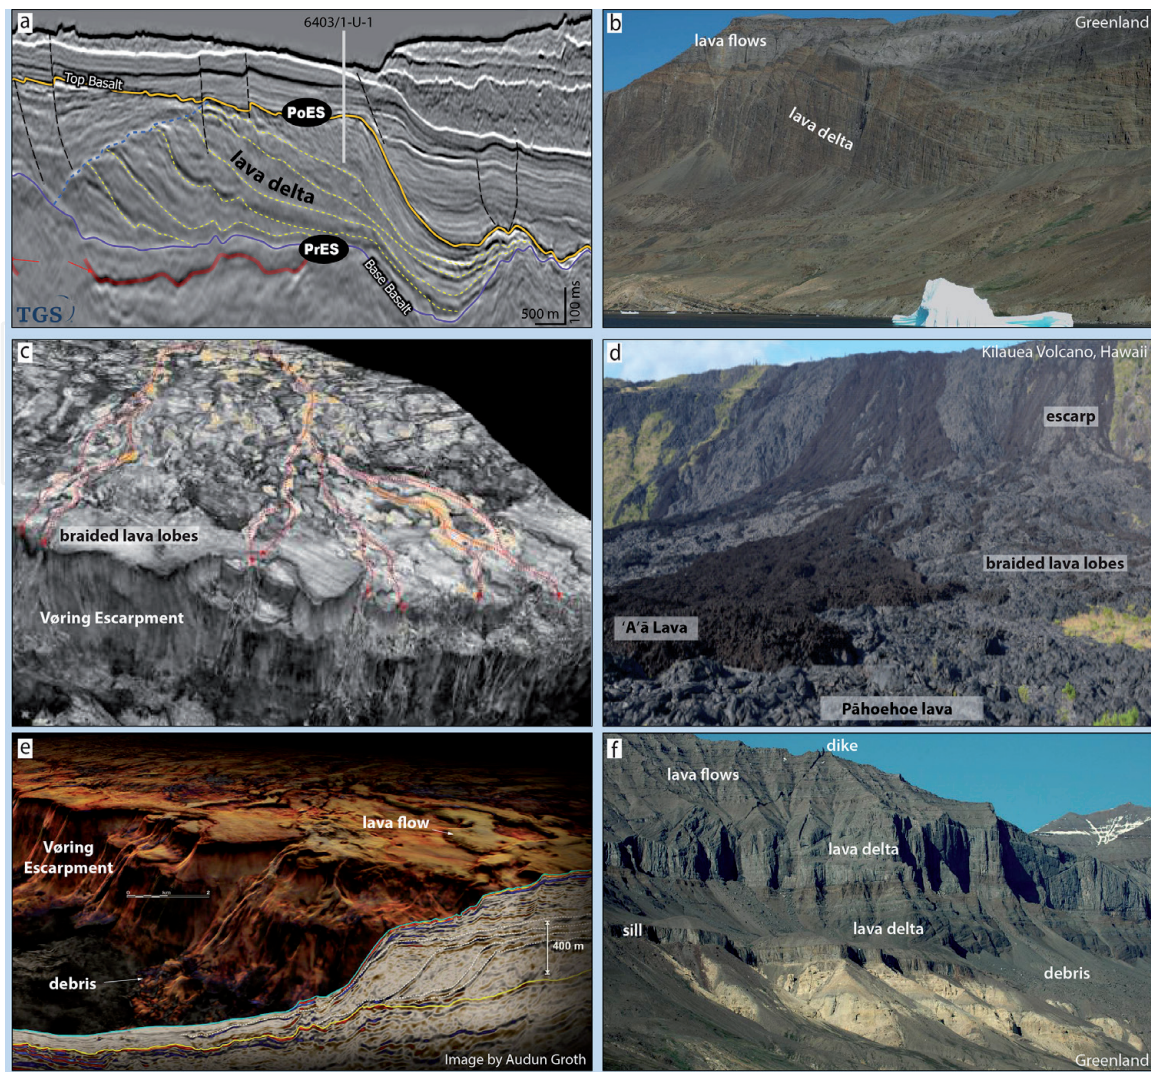 a
6403/1-U-1
Top Basalt
PoES
lava delta
PrES
Base Basalt
TGS
500 m
100 ms
b
Greenland
lava flows
lava delta
c
braided lava lobes
Vøring Escarpment
d
Kilauea Volcano, Hawaii
escarp
braided lava lobes
‘A‘ā Lava
Pāhoehoe lava
e
lava flow
Vøring
Escarpment
400 m
debris
Image by Audun Groth
f
dike
lava flows
lava delta
lava delta
sill
debris
Greenland